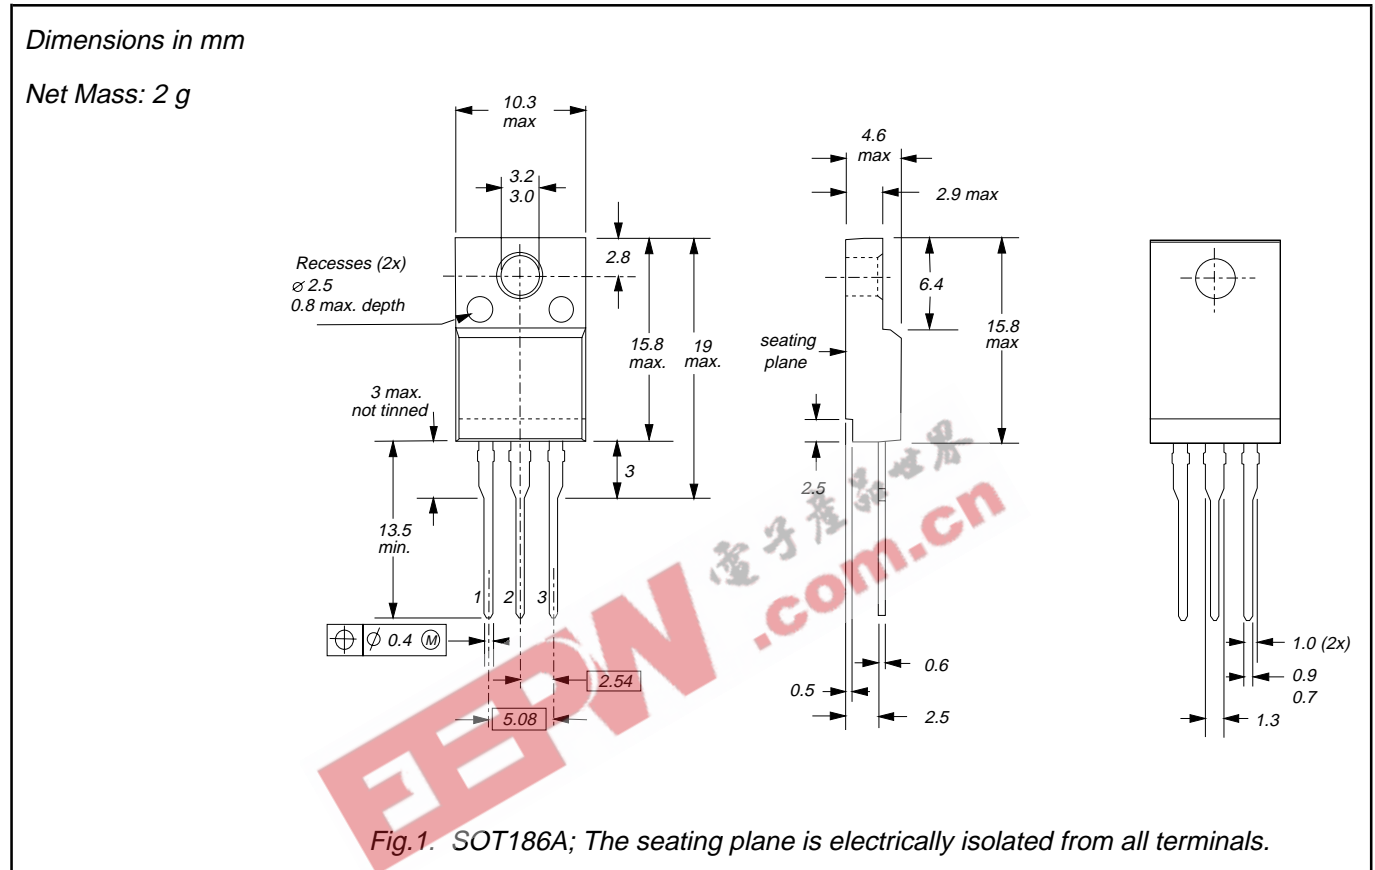 Dimensions in mm
Net Mass: 2 g
10.3
max
3.2
3.0
2.8
Recesses (2x)
⌀ 2.5
0.8 max. depth
15.8
max.
19
max.
3 max.
not tinned
3
13.5
min.
1 2 3
⌀ 0.4 Ⓜ
2.54
5.08
4.6
max
2.9 max
6.4
15.8
max
seating
plane
2.5
0.6
0.5
2.5
1.0 (2x)
0.9
0.7
1.3
EEPW .com.cn
電子產品世界
Fig.1. SOT186A; The seating plane is electrically isolated from all terminals.